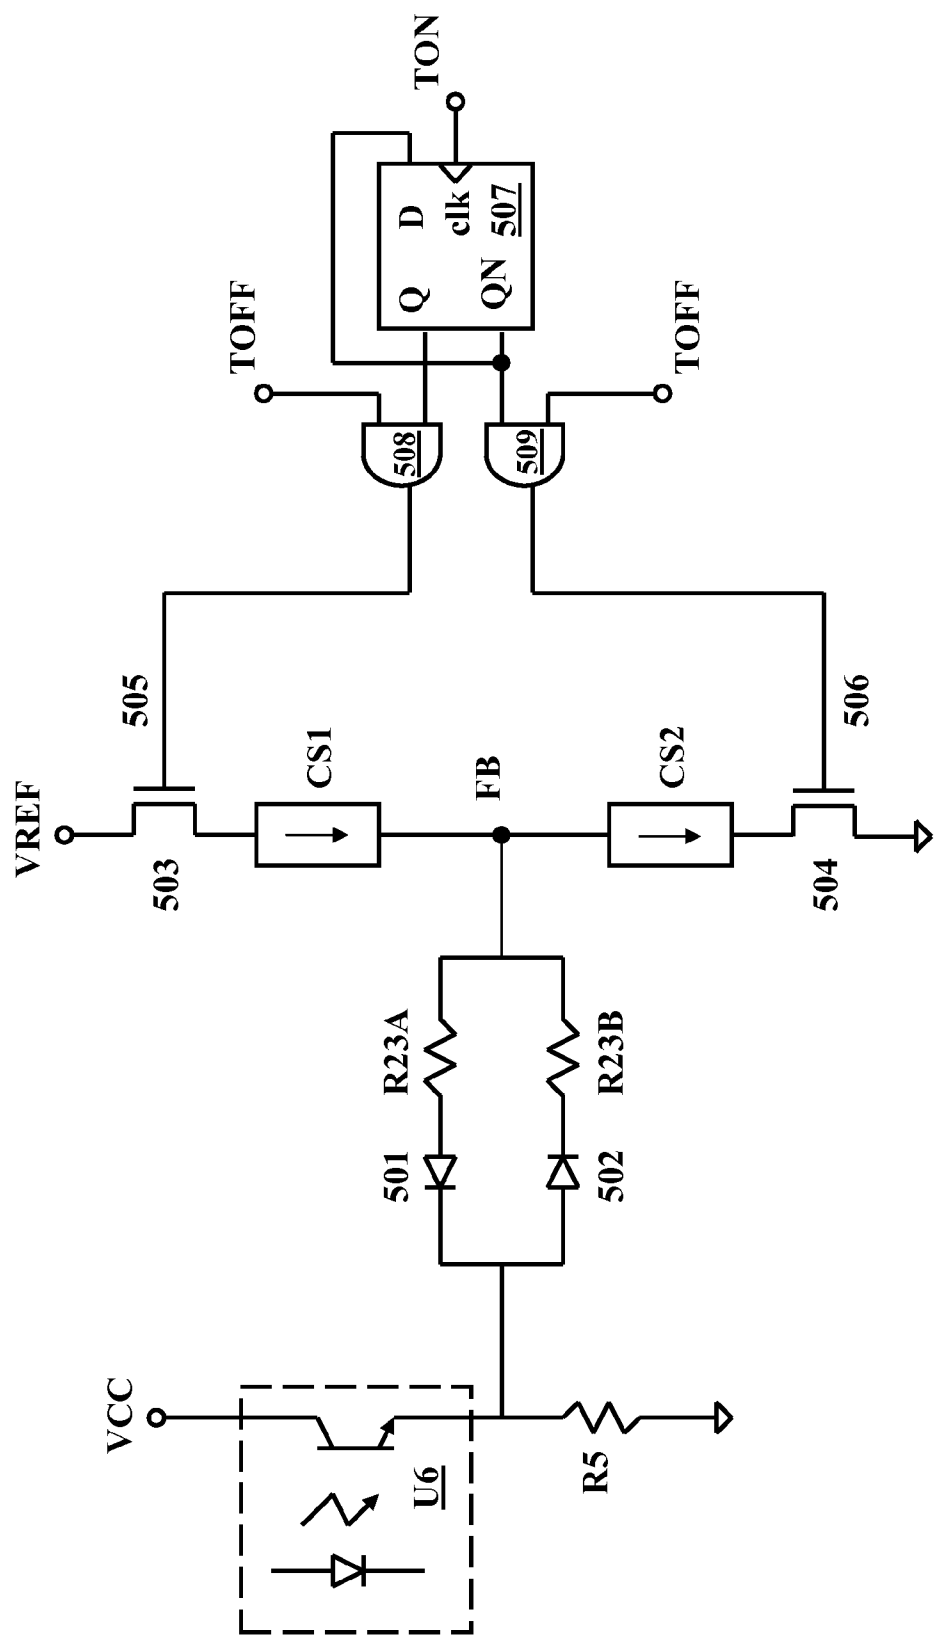 VCC
U6
R5
501
R23A
502
R23B
VREF
503
505
CS1
FB
CS2
504
506
TOFF
508
509
TOFF
Q
D
QN
clk
507
TON